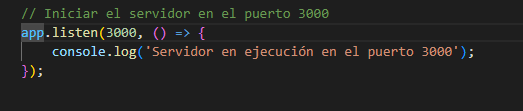 // Iniciar el servidor en el puerto 3000
app.listen(3000, () => {
    console.log('Servidor en ejecución en el puerto 3000');
});